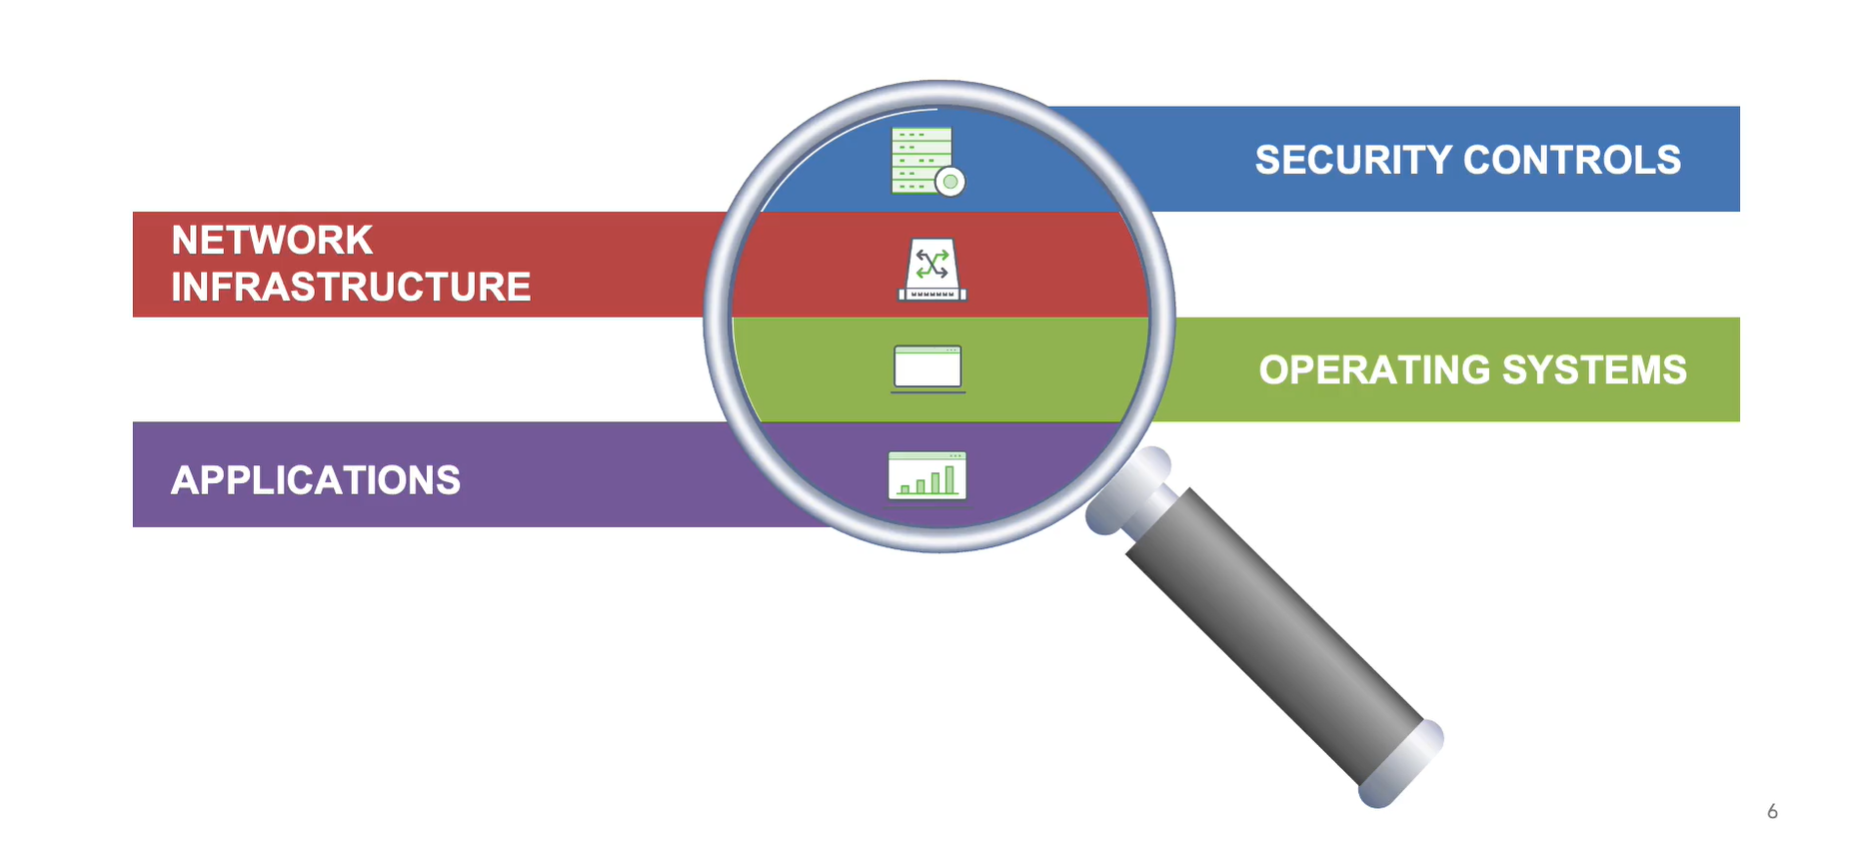 SECURITY CONTROLS
NETWORK
INFRASTRUCTURE
OPERATING SYSTEMS
APPLICATIONS
6